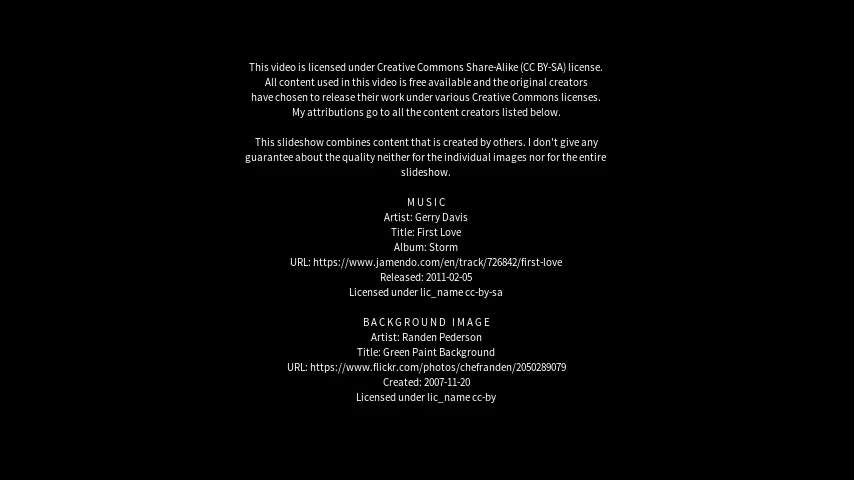 This video is licensed under Creative Commons Share-Alike (CC BY-SA) license.
All content used in this video is free available and the original creators
have chosen to release their work under various Creative Commons licenses.
My attributions go to all the content creators listed below.
This slideshow combines content that is created by others. I don't give any
guarantee about the quality neither for the individual images nor for the entire
slideshow.
M U S I C
Artist: Gerry Davis
Title: First Love
Album: Storm
URL: https://www.jamendo.com/en/track/726842/first-love
Released: 2011-02-05
Licensed under lic_name cc-by-sa
B A C K G R O U N D   I M A G E
Artist: Randen Pederson
Title: Green Paint Background
URL: https://www.flickr.com/photos/chefranden/2050289079
Created: 2007-11-20
Licensed under lic_name cc-by